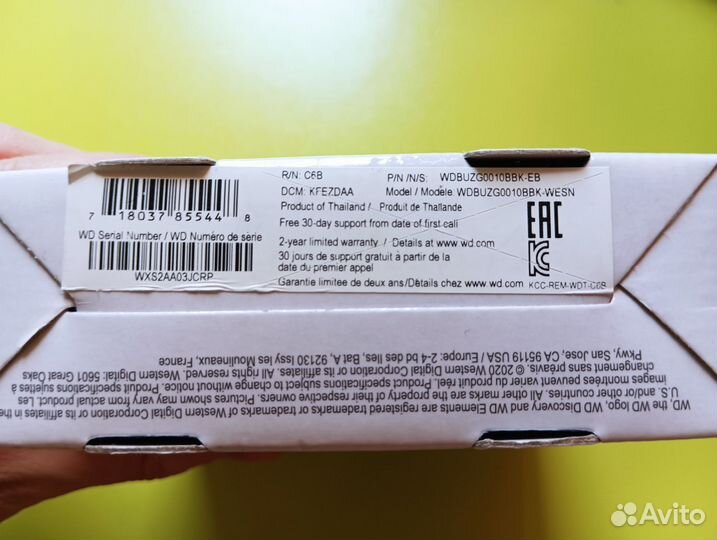 R/N: C6B
P/N /N/S: WDBUZG0010BBK-EB
DCM: KFEZDAA
Model / Modèle: WDBUZG0010BBK-WESN
Product of Thailand / Produit de Thaïlande
Free 30-day support from date of first call
2-year limited warranty / Details at www.wd.com
30 jours de support gratuit à partir de la
date du premier appel
Garantie limitee de deux ans/Détails chez www.wd.com
7 18037 85544 8
WD Serial Number / WD Numéro de série
WXS2AA03JCRP
EAC
KCC-REM-WDT-C6B
WD, the WD logo, WD Discovery and WD Elements are registered trademarks or trademarks of Western Digital Corporation or its affiliates in the
U.S. and/or other countries. All other marks are the property of their respective owners. Pictures shown may vary from actual product. Les
images montrées peuvent varier du produit réel. Product specifications subject to change without notice. Spécifications du produit sujettes à
changement sans préavis. © 2020 Western Digital Corporation or its affiliates. All rights reserved. Western Digital: 5601 Great Oaks
Pkwy, San Jose, CA 95119 USA / Europe: 2-4 bd des Iles, Bat A, 92130 Issy les Moulineaux, France.
Avito